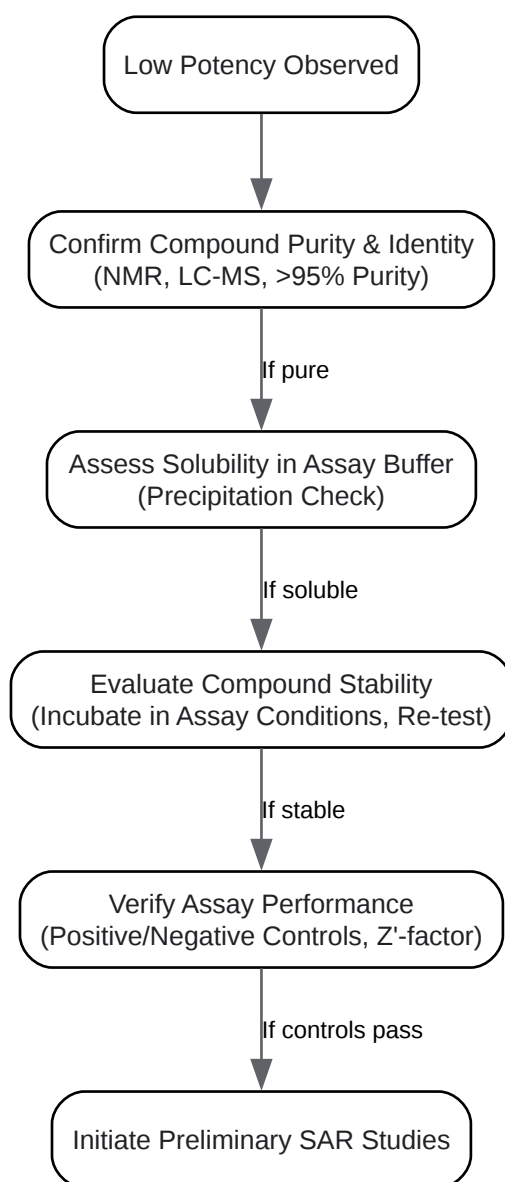 Low Potency Observed
Confirm Compound Purity & Identity
(NMR, LC-MS, >95% Purity)
If pure
Assess Solubility in Assay Buffer
(Precipitation Check)
If soluble
Evaluate Compound Stability
(Incubate in Assay Conditions, Re-test)
If stable
Verify Assay Performance
(Positive/Negative Controls, Z'-factor)
If controls pass
Initiate Preliminary SAR Studies